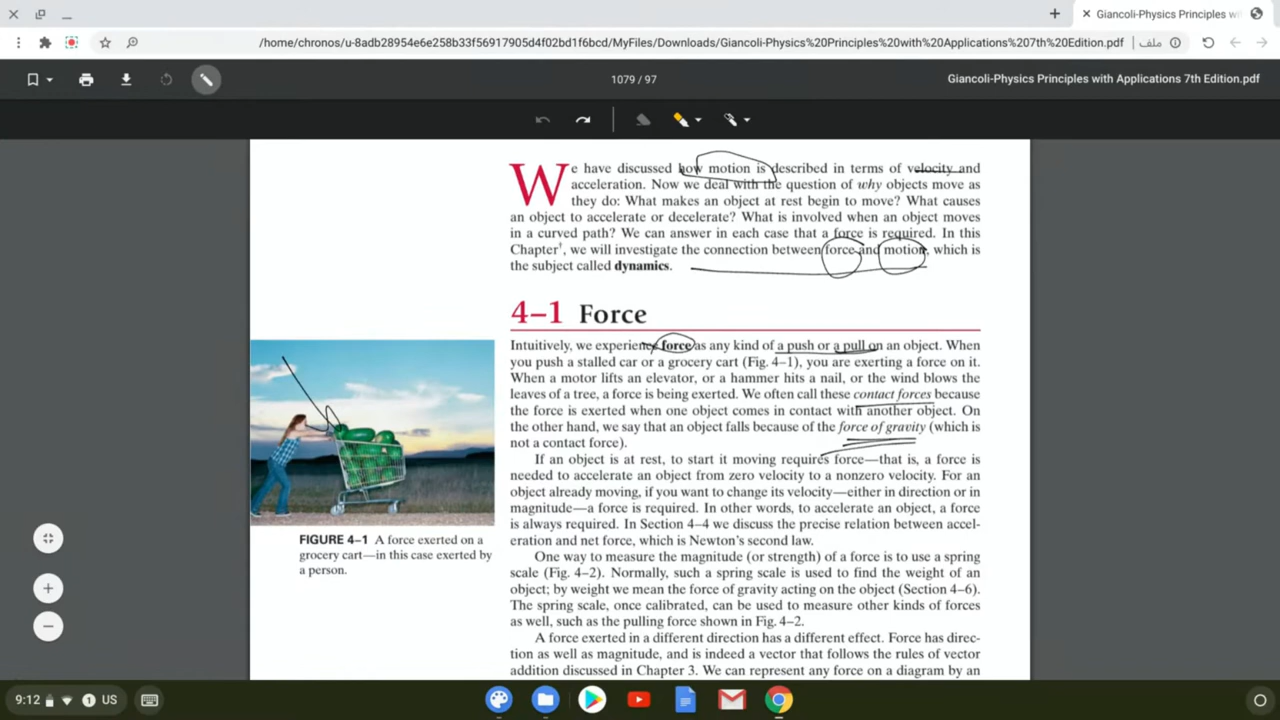 Giancoli-Physics Principles wi
/home/chronos/u-8adb28954e6e258b33f56917905d4f02bd1f6bcd/MyFiles/Downloads/Giancoli-Physics%20Principles%20with%20Applications%207th%20Edition.pdf
ملف
1079 / 97
Giancoli-Physics Principles with Applications 7th Edition.pdf
We have discussed how motion is described in terms of velocity and
acceleration. Now we deal with the question of why objects move as
they do: What makes an object at rest begin to move? What causes
an object to accelerate or decelerate? What is involved when an object moves
in a curved path? We can answer in each case that a force is required. In this
Chapter†, we will investigate the connection between force and motion, which is
the subject called dynamics.
4–1 Force
Intuitively, we experience force as any kind of a push or a pull on an object. When
you push a stalled car or a grocery cart (Fig. 4–1), you are exerting a force on it.
When a motor lifts an elevator, or a hammer hits a nail, or the wind blows the
leaves of a tree, a force is being exerted. We often call these contact forces because
the force is exerted when one object comes in contact with another object. On
the other hand, we say that an object falls because of the force of gravity (which is
not a contact force).
If an object is at rest, to start it moving requires force—that is, a force is
needed to accelerate an object from zero velocity to a nonzero velocity. For an
object already moving, if you want to change its velocity—either in direction or in
magnitude—a force is required. In other words, to accelerate an object, a force
is always required. In Section 4–4 we discuss the precise relation between accel-
eration and net force, which is Newton's second law.
One way to measure the magnitude (or strength) of a force is to use a spring
scale (Fig. 4–2). Normally, such a spring scale is used to find the weight of an
object; by weight we mean the force of gravity acting on the object (Section 4–6).
The spring scale, once calibrated, can be used to measure other kinds of forces
as well, such as the pulling force shown in Fig. 4–2.
A force exerted in a different direction has a different effect. Force has direc-
tion as well as magnitude, and is indeed a vector that follows the rules of vector
addition discussed in Chapter 3. We can represent any force on a diagram by an
FIGURE 4–1 A force exerted on a
grocery cart—in this case exerted by
a person.
9:12
1
US